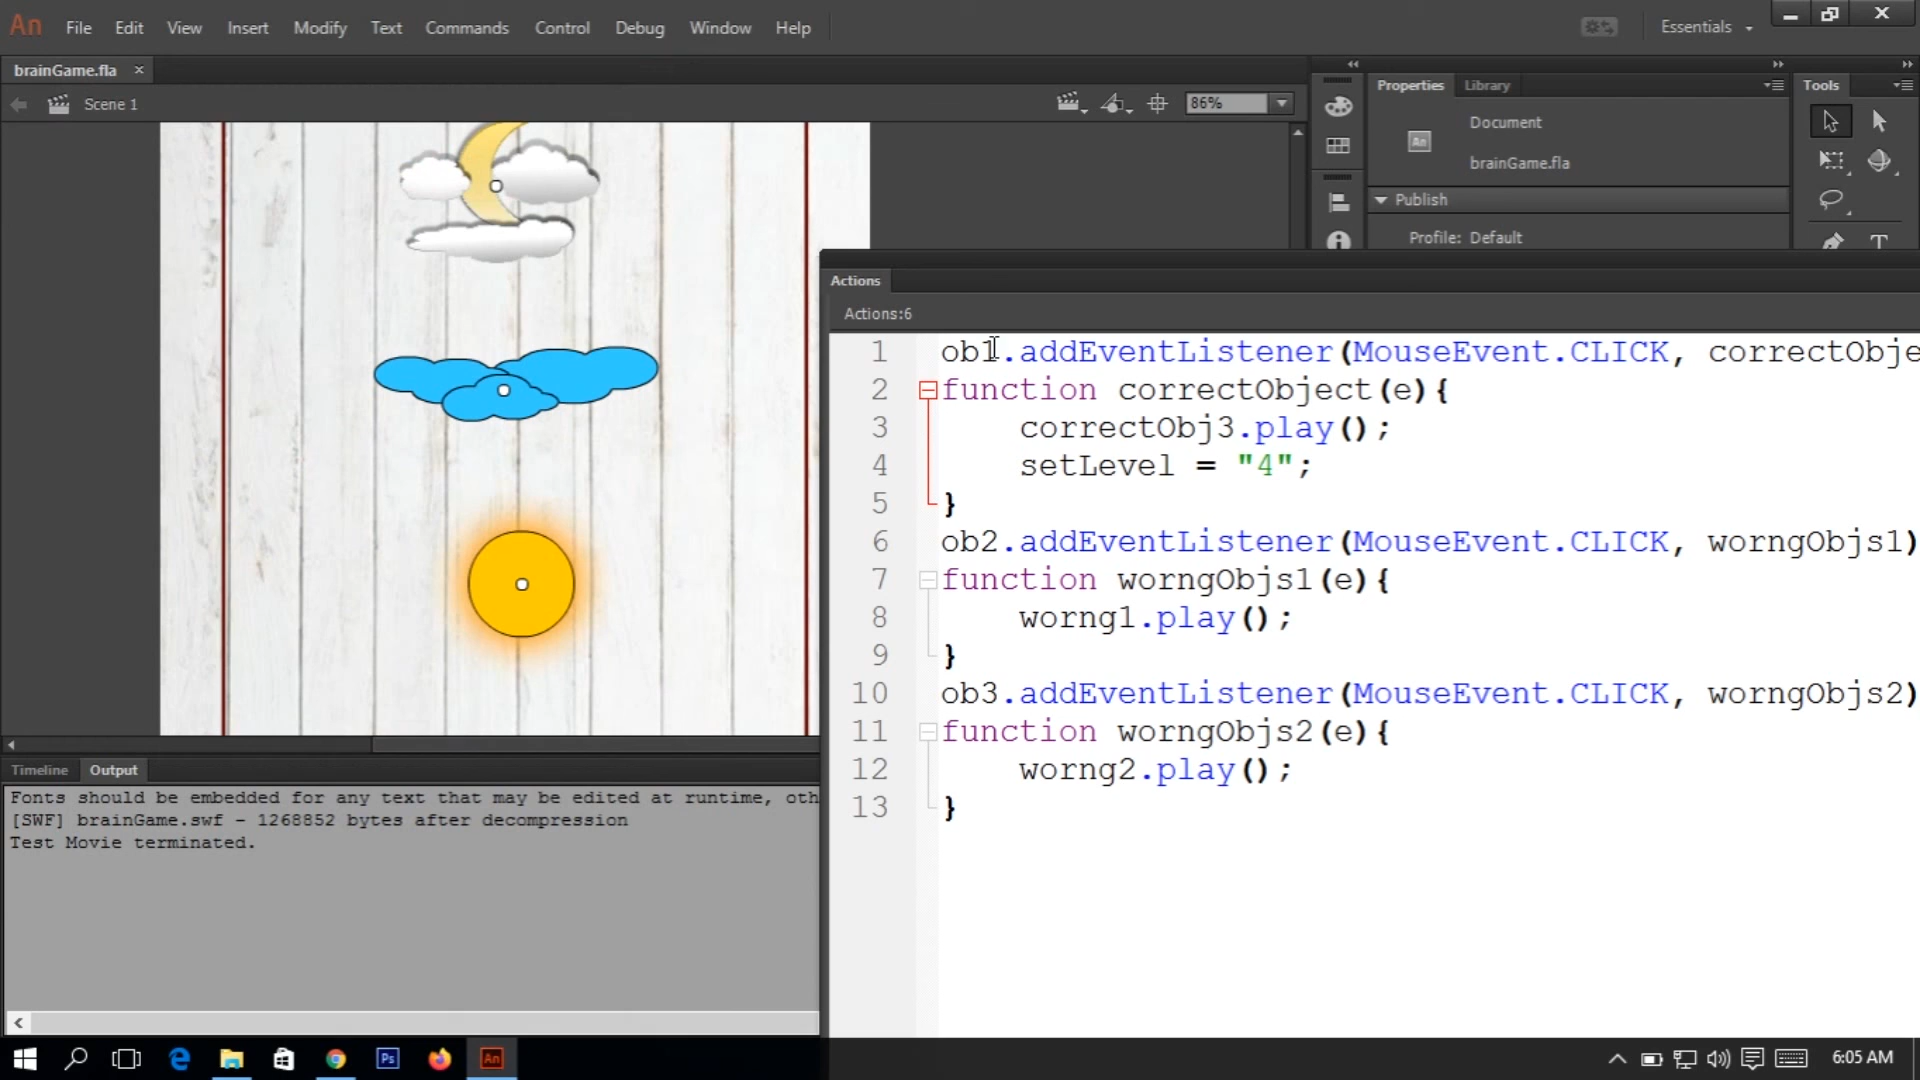 An File Edit View Insert Modify Text Commands Control Debug Window Help Essentials
brainGame.fla ×
Scene 1
86%
Properties Library
Tools
Document
An
brainGame.fla
Publish
Profile: Default
Actions
Actions:6
1 ob1.addEventListener(MouseEvent.CLICK, correctObje
2 function correctObject(e){
3 correctObj3.play();
4 setLevel = "4";
5 }
6 ob2.addEventListener(MouseEvent.CLICK, worngObjs1)
7 function worngObjs1(e){
8 worng1.play();
9 }
10 ob3.addEventListener(MouseEvent.CLICK, worngObjs2)
11 function worngObjs2(e){
12 worng2.play();
13 }
Timeline Output
Fonts should be embedded for any text that may be edited at runtime, oth
[SWF] brainGame.swf - 1268852 bytes after decompression
Test Movie terminated.
Ps An 6:05 AM